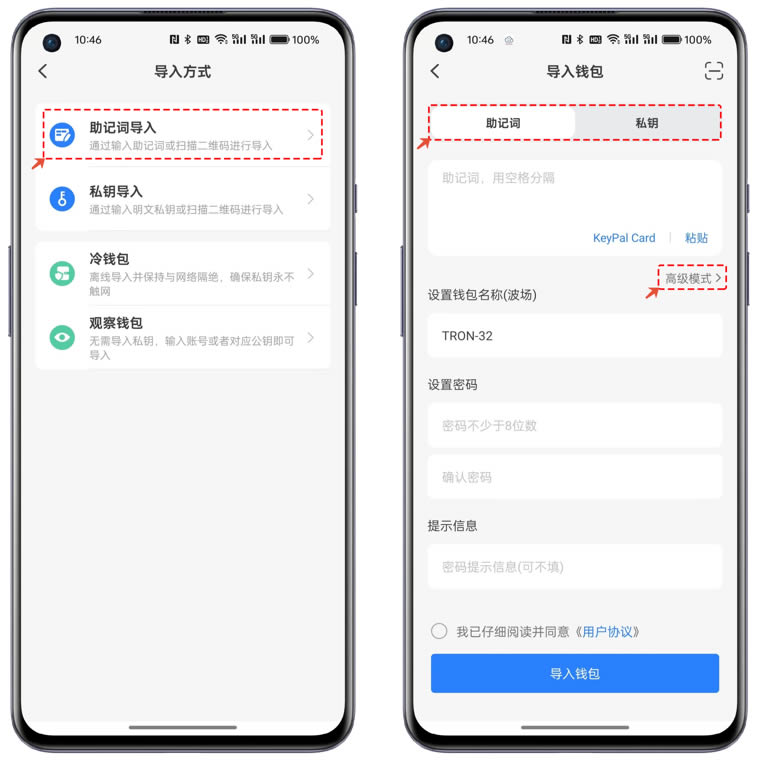 10:46
100%
导入方式
助记词导入
通过输入助记词或扫描二维码进行导入
私钥导入
通过输入明文私钥或扫描二维码进行导入
冷钱包
离线导入并保持与网络隔绝，确保私钥永不
触网
观察钱包
无需导入私钥，输入账号或者对应公钥即可
导入
10:46
100%
导入钱包
助记词 私钥
助记词，用空格分隔
KeyPal Card 粘贴
高级模式
设置钱包名称(波场)
TRON-32
设置密码
密码不少于8位数
确认密码
提示信息
密码提示信息(可不填)
我已仔细阅读并同意《用户协议》
导入钱包